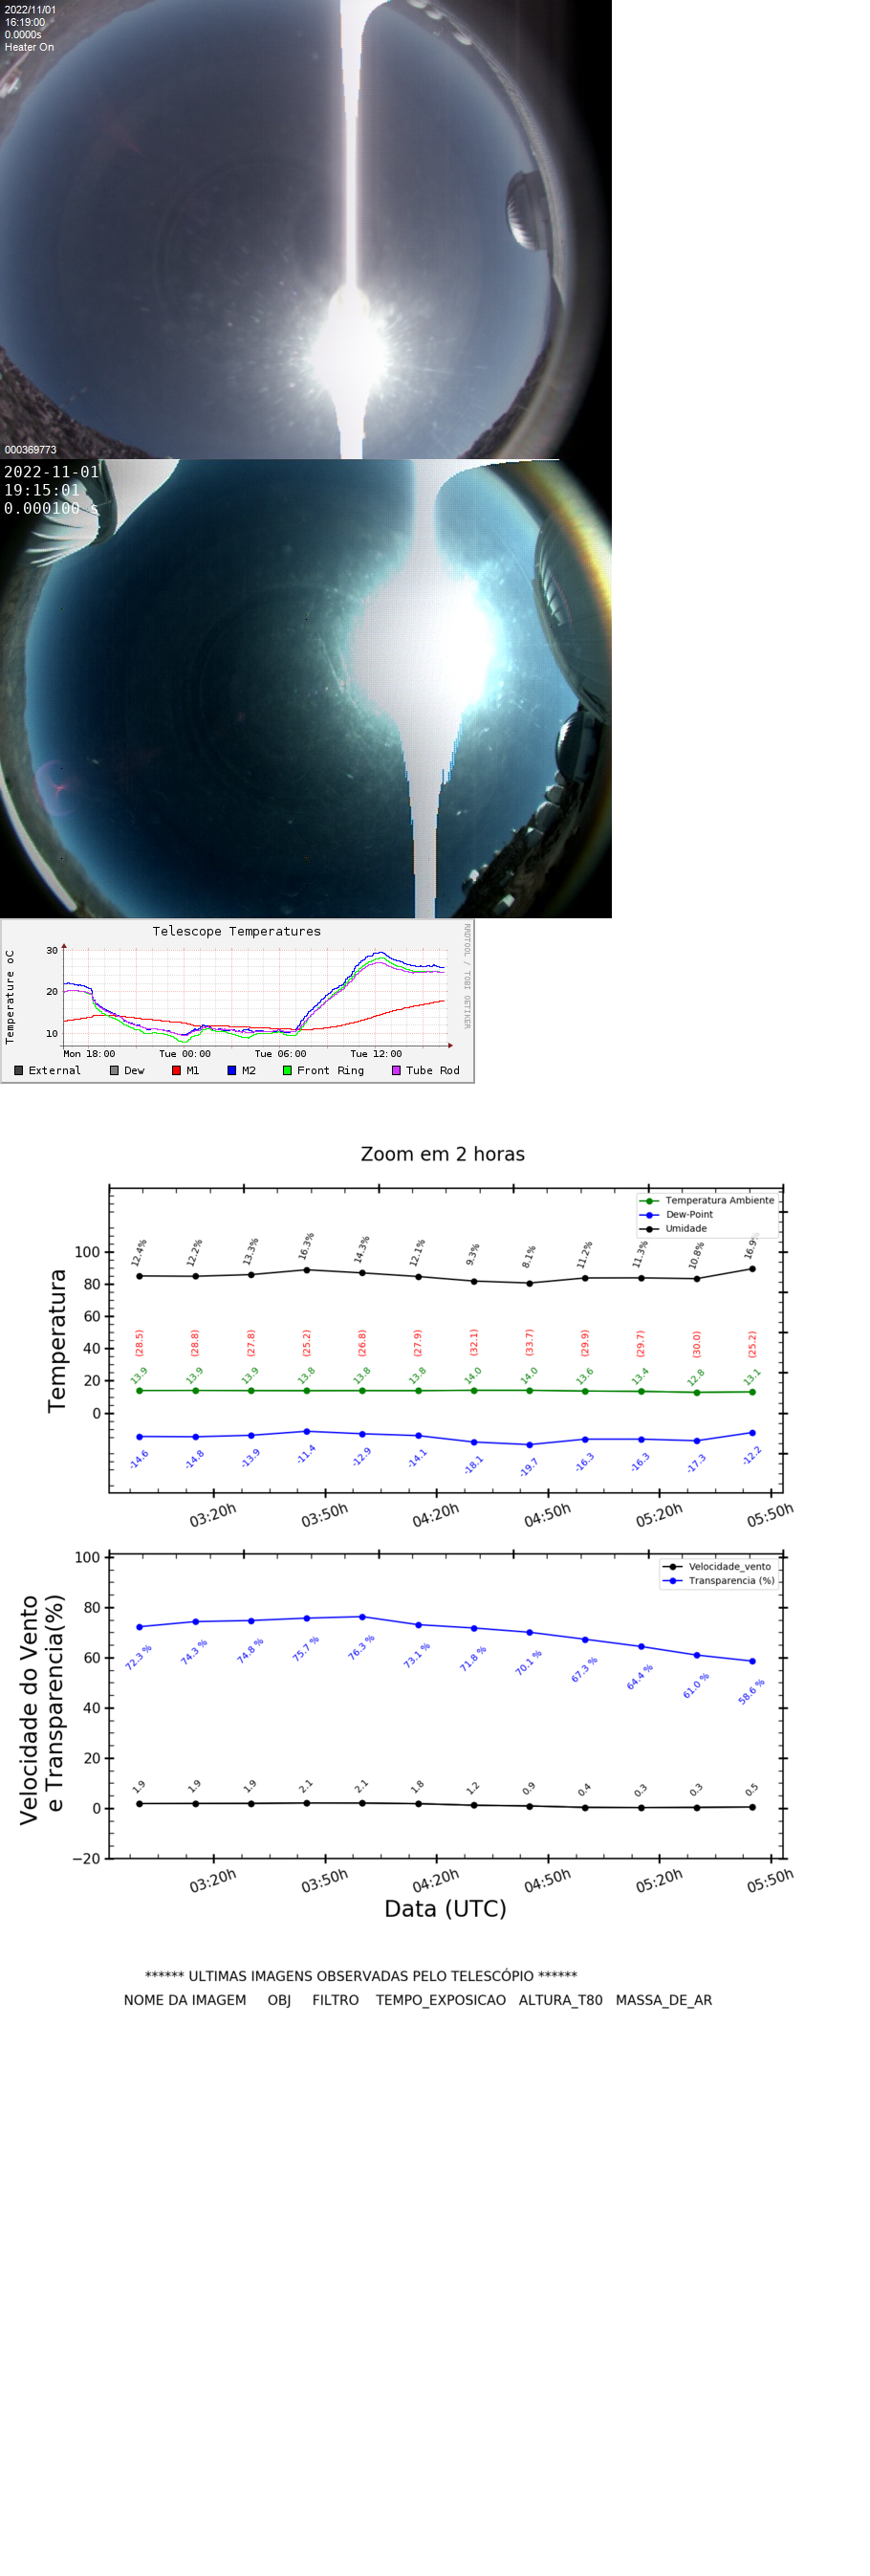 2022/11/01
16:19:00
0.0000s
Heater On
000369773
2022-11-01
19:15:01
0.000100 s
Telescope Temperatures
RRDTOOL / TOBI OETIKER
Temperature oC
30
20
10
Mon 18:00 Tue 00:00 Tue 06:00 Tue 12:00
External Dew M1 M2 Front Ring Tube Rod
Zoom em 2 horas
Temperatura Ambiente
Dew-Point
Umidade
Temperatura
100
80
60
40
20
0
12.4% 12.2% 13.3% 16.3% 14.3% 12.1% 9.3% 8.1% 11.2% 11.3% 10.8% 16.9%
(28.5) (28.8) (27.8) (25.2) (26.8) (27.9) (32.1) (33.7) (29.9) (29.7) (30.0) (25.2)
13.9 13.9 13.9 13.8 13.8 13.8 14.0 14.0 13.6 13.4 12.8 13.1
-14.6 -14.8 -13.9 -11.4 -12.9 -14.1 -18.1 -19.7 -16.3 -16.3 -17.3 -12.2
03:20h 03:50h 04:20h 04:50h 05:20h 05:50h
Velocidade_vento
Transparencia (%)
Velocidade do Vento
e Transparencia(%)
100
80
60
40
20
0
−20
72.3 % 74.3 % 74.8 % 75.7 % 76.3 % 73.1 % 71.8 % 70.1 % 67.3 % 64.4 % 61.0 % 58.6 %
1.9 1.9 1.9 2.1 2.1 1.8 1.2 0.9 0.4 0.3 0.3 0.5
03:20h 03:50h 04:20h 04:50h 05:20h 05:50h
Data (UTC)
****** ULTIMAS IMAGENS OBSERVADAS PELO TELESCÓPIO ******
NOME DA IMAGEM OBJ FILTRO TEMPO_EXPOSICAO ALTURA_T80 MASSA_DE_AR